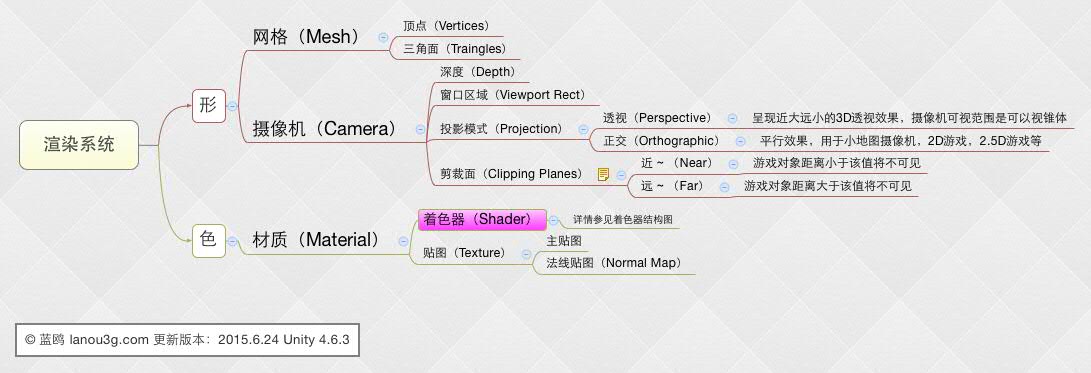 渲染系统
形
网格（Mesh）
顶点（Vertices）
三角面（Traingles）
摄像机（Camera）
深度（Depth）
窗口区域（Viewport Rect）
投影模式（Projection）
透视（Perspective）
呈现近大远小的3D透视效果，摄像机可视范围是可以视锥体
正交（Orthographic）
平行效果，用于小地图摄像机，2D游戏，2.5D游戏等
剪裁面（Clipping Planes）
近 ~ （Near）
游戏对象距离小于该值将不可见
远 ~ （Far）
游戏对象距离大于该值将不可见
色
材质（Material）
着色器（Shader）
详情参见着色器结构图
贴图（Texture）
主贴图
法线贴图（Normal Map）
© 蓝鸥 lanou3g.com 更新版本：2015.6.24 Unity 4.6.3